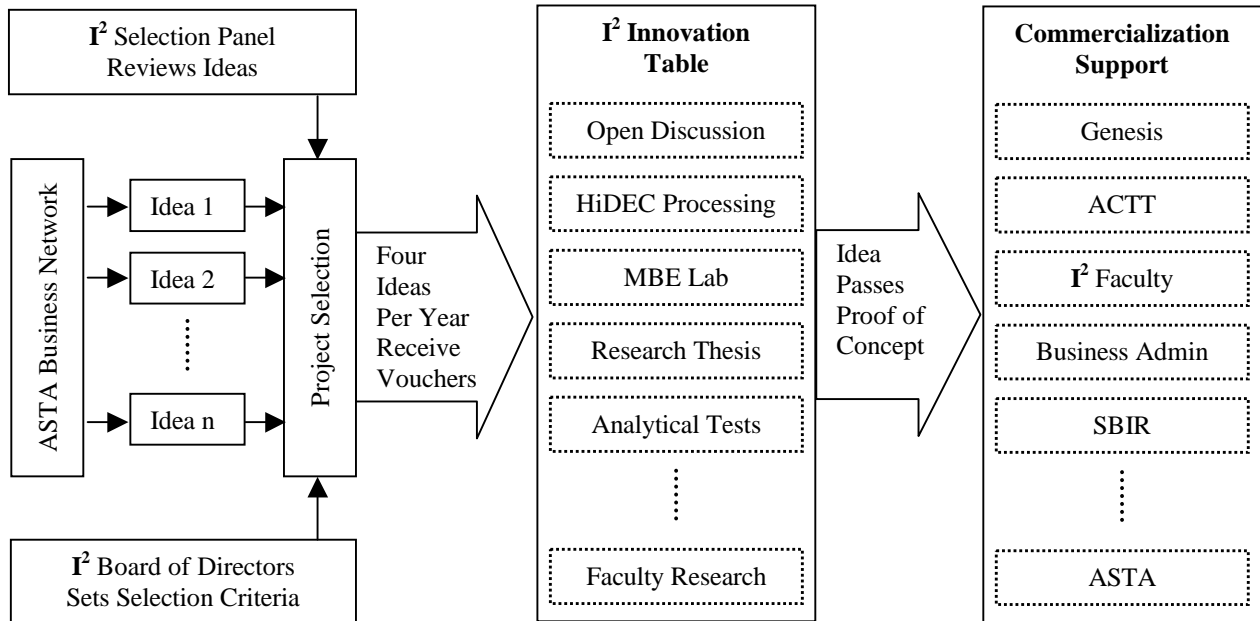 I² Selection Panel
Reviews Ideas
ASTA Business Network
Idea 1
Idea 2
Idea n
Project Selection
I² Board of Directors
Sets Selection Criteria
Four
Ideas
Per Year
Receive
Vouchers
I² Innovation
Table
Open Discussion
HiDEC Processing
MBE Lab
Research Thesis
Analytical Tests
Faculty Research
Idea
Passes
Proof of
Concept
Commercialization
Support
Genesis
ACTT
I² Faculty
Business Admin
SBIR
ASTA